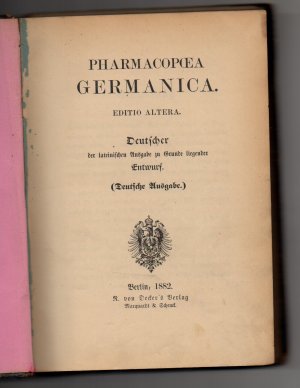 PHARMACOPŒA
GERMANICA.
EDITIO ALTERA.
Deutscher
der lateinischen Ausgabe zu Grunde liegender
Entwurf.
(Deutsche Ausgabe.)
Berlin, 1882.
R. von Decker's Verlag
Marquardt & Schenck.